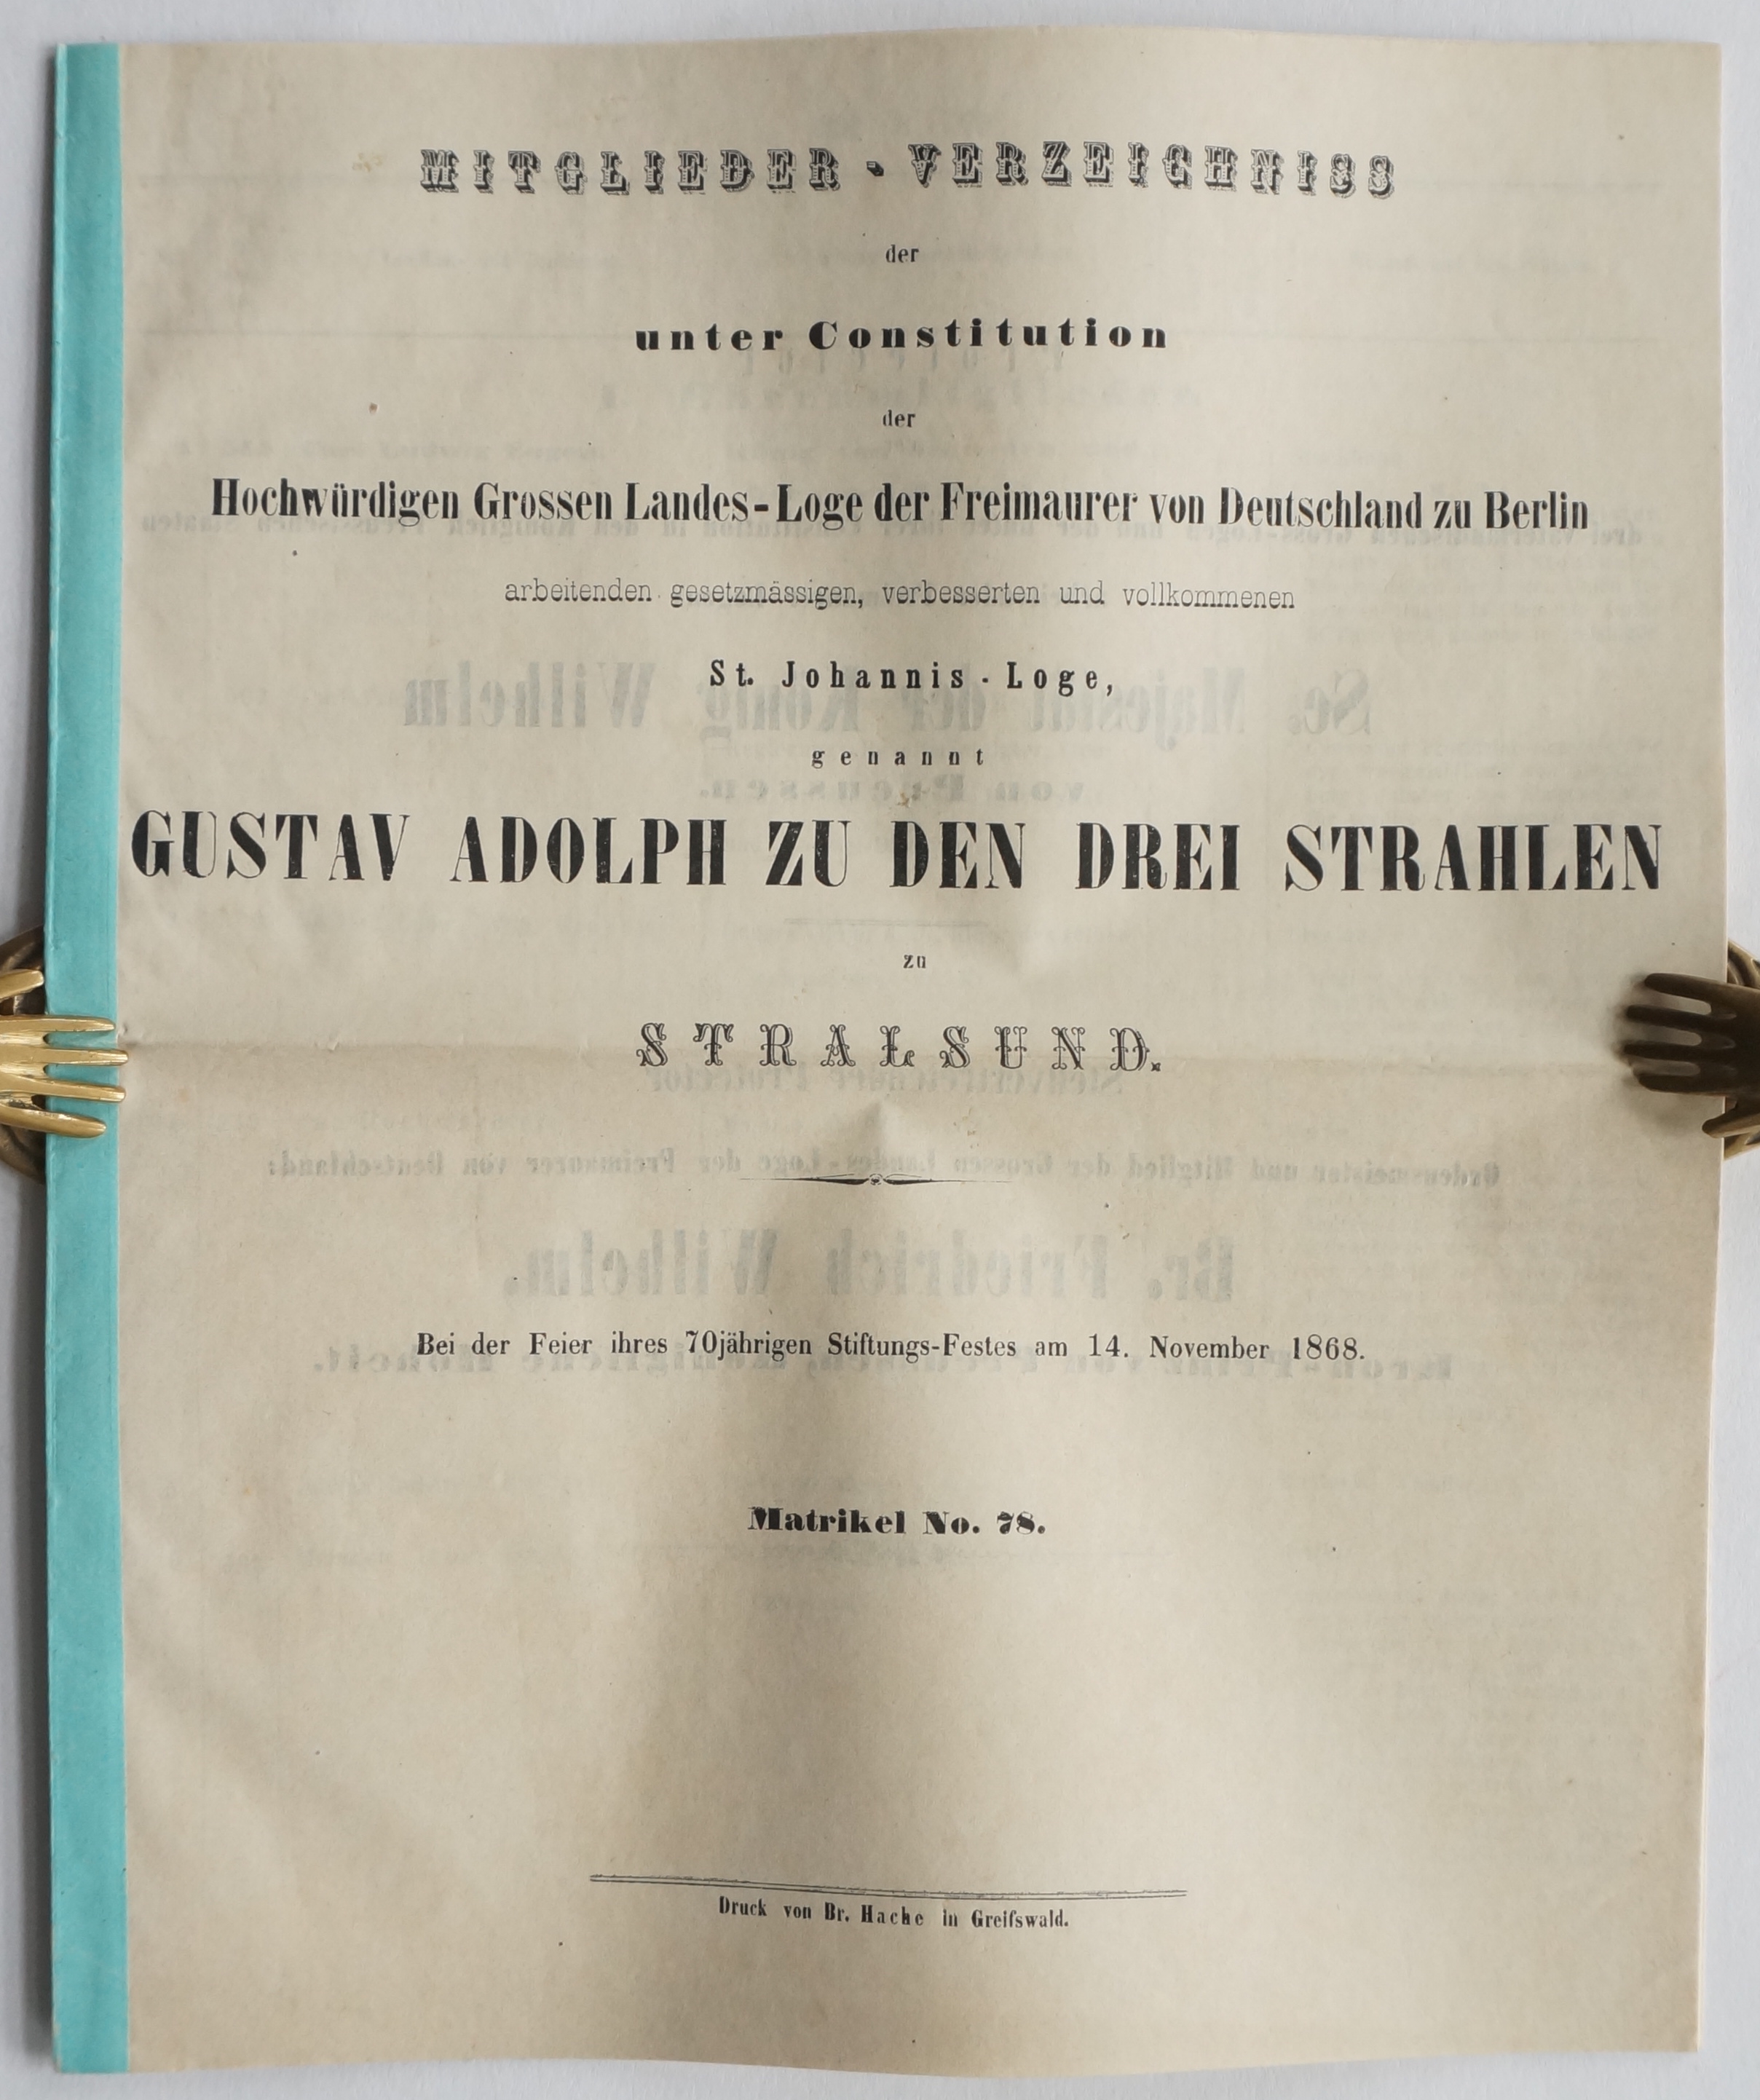 MITGLIEDER - VERZEICHNISS
der
unter Constitution
der
Hochwürdigen Grossen Landes-Loge der Freimaurer von Deutschland zu Berlin
arbeitenden gesetzmässigen, verbesserten und vollkommenen
St. Johannis-Loge,
genannt
GUSTAV ADOLPH ZU DEN DREI STRAHLEN
zu
STRALSUND.
Bei der Feier ihres 70jährigen Stiftungs-Festes am 14. November 1868.
Matrikel No. 78.
Druck von Br. Hache in Greifswald.